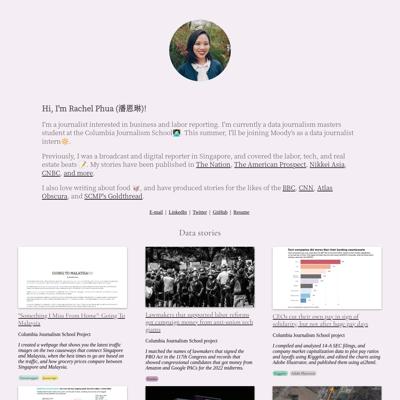 Hi, I'm Rachel Phua (潘恩琳)!
I'm a journalist interested in business and labor reporting. I'm currently a data journalism masters
student at the Columbia Journalism School👩🏻‍💻 This summer, I'll be joining Moody's as a data journalist
intern🔆.
Previously, I was a broadcast and digital reporter in Singapore, and covered the labor, tech, and real
estate beats 📝. My stories have been published in The Nation, The American Prospect, Nikkei Asia,
CNBC, and more.
I also love writing about food 🥡, and have produced stories for the likes of the BBC, CNN, Atlas
Obscura, and SCMP's Goldthread.
E-mail | LinkedIn | Twitter | GitHub | Resume
Data stories
GOING TO MALAYSIA
"Something I Miss From Home": Going To
Malaysia
Columbia Journalism School Project
I created a webpage that shows you the latest traffic
images on the two causeways that connect Singapore
and Malaysia, when the best times to go are based on
the traffic, and how grocery prices compare between
Singapore and Malaysia.
Lawmakers that supported labor reforms
got campaign money from anti-union tech
giants
Columbia Journalism School Project
I matched the names of lawmakers that signed the
PRO Act in the 117th Congress and records that
showed congressional candidates that got money from
Amazon and Google PACs for the 2022 midterms.
CEOs cut their own pay in sign of
solidarity, but not after huge pay days
Columbia Journalism School project
I compiled and analyzed 14-A SEC filings, and
company market capitalization data to plot pay ratios
and layoffs using Ggplot, and edited the charts using
Adobe Illustrator, and published them using ai2html.